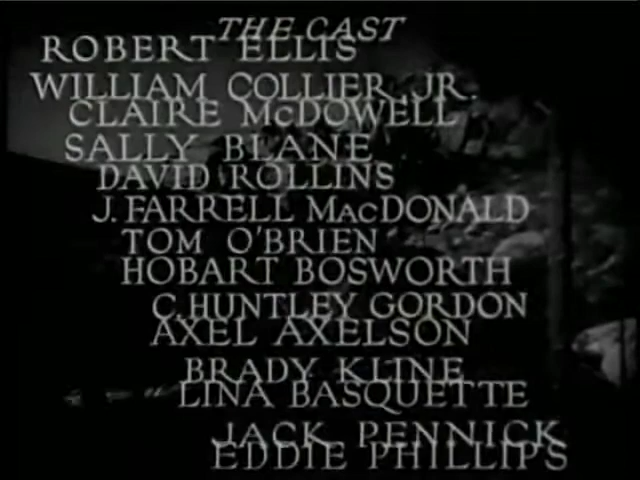 THE CAST
ROBERT ELLIS
WILLIAM COLLIER, JR.
CLAIRE McDOWELL
SALLY BLANE
DAVID ROLLINS
J. FARRELL MacDONALD
TOM O'BRIEN
HOBART BOSWORTH
C. HUNTLEY GORDON
AXEL AXELSON
BRADY KLINE
LINA BASQUETTE
JACK PENNICK
EDDIE PHILLIPS